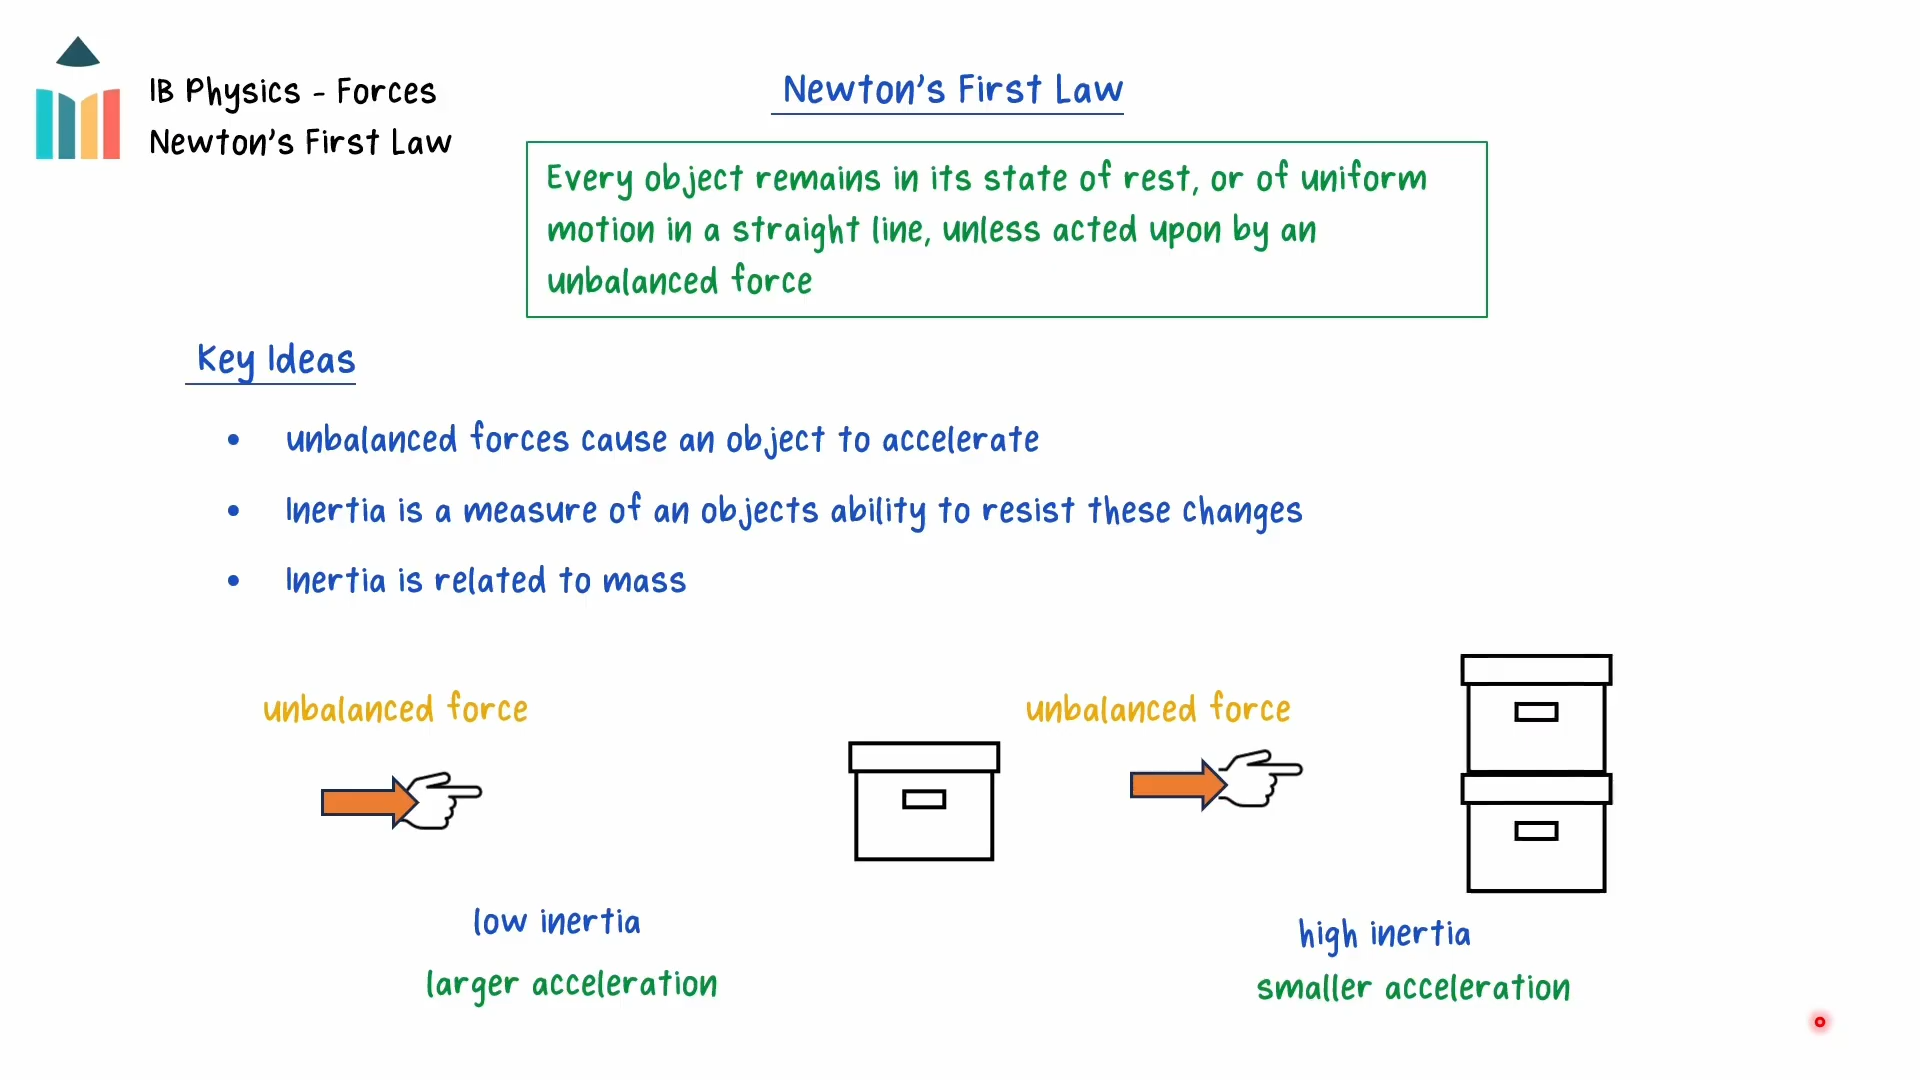 IB Physics - Forces
Newton's First Law
Newton's First Law
Every object remains in its state of rest, or of uniform
motion in a straight line, unless acted upon by an
unbalanced force
Key Ideas
• unbalanced forces cause an object to accelerate
• Inertia is a measure of an objects ability to resist these changes
• Inertia is related to mass
unbalanced force
unbalanced force
low inertia
larger acceleration
high inertia
smaller acceleration